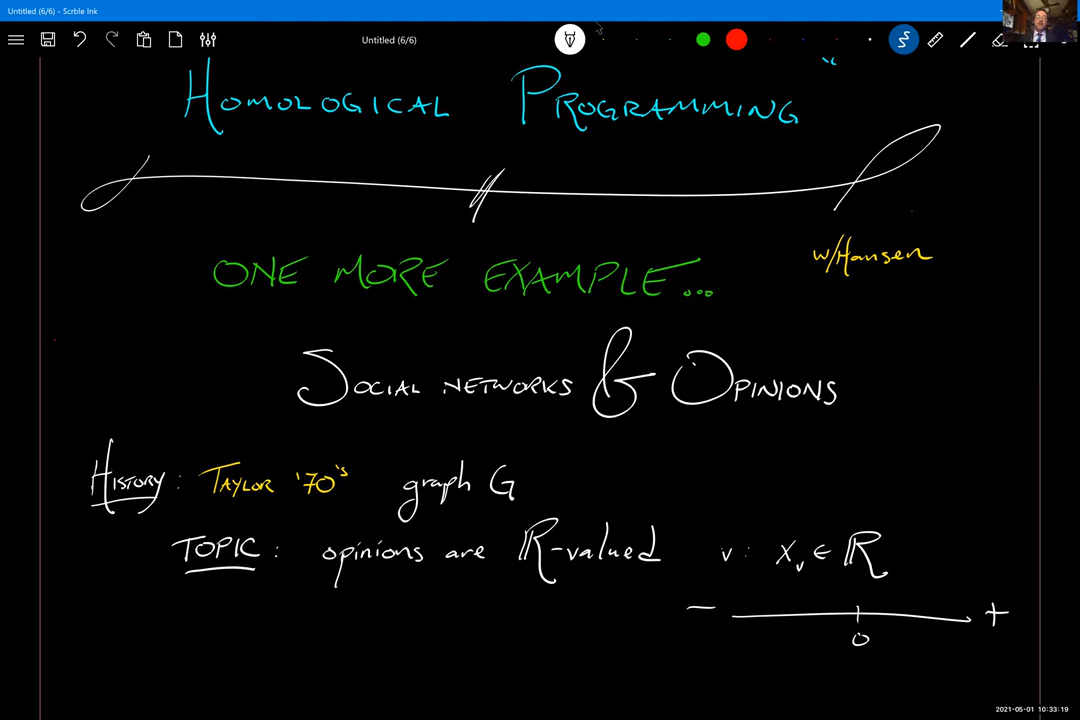 Untitled (6/6) - Scrble Ink
Untitled (6/6)
HOMOLOGICAL PROGRAMMING
ONE MORE EXAMPLE...
w/Hansen
SOCIAL NETWORKS & OPINIONS
HISTORY: TAYLOR '70's graph G
TOPIC: opinions are ℝ-valued v: x_v ∈ ℝ
− +
0
2021-05-01 10:33:19